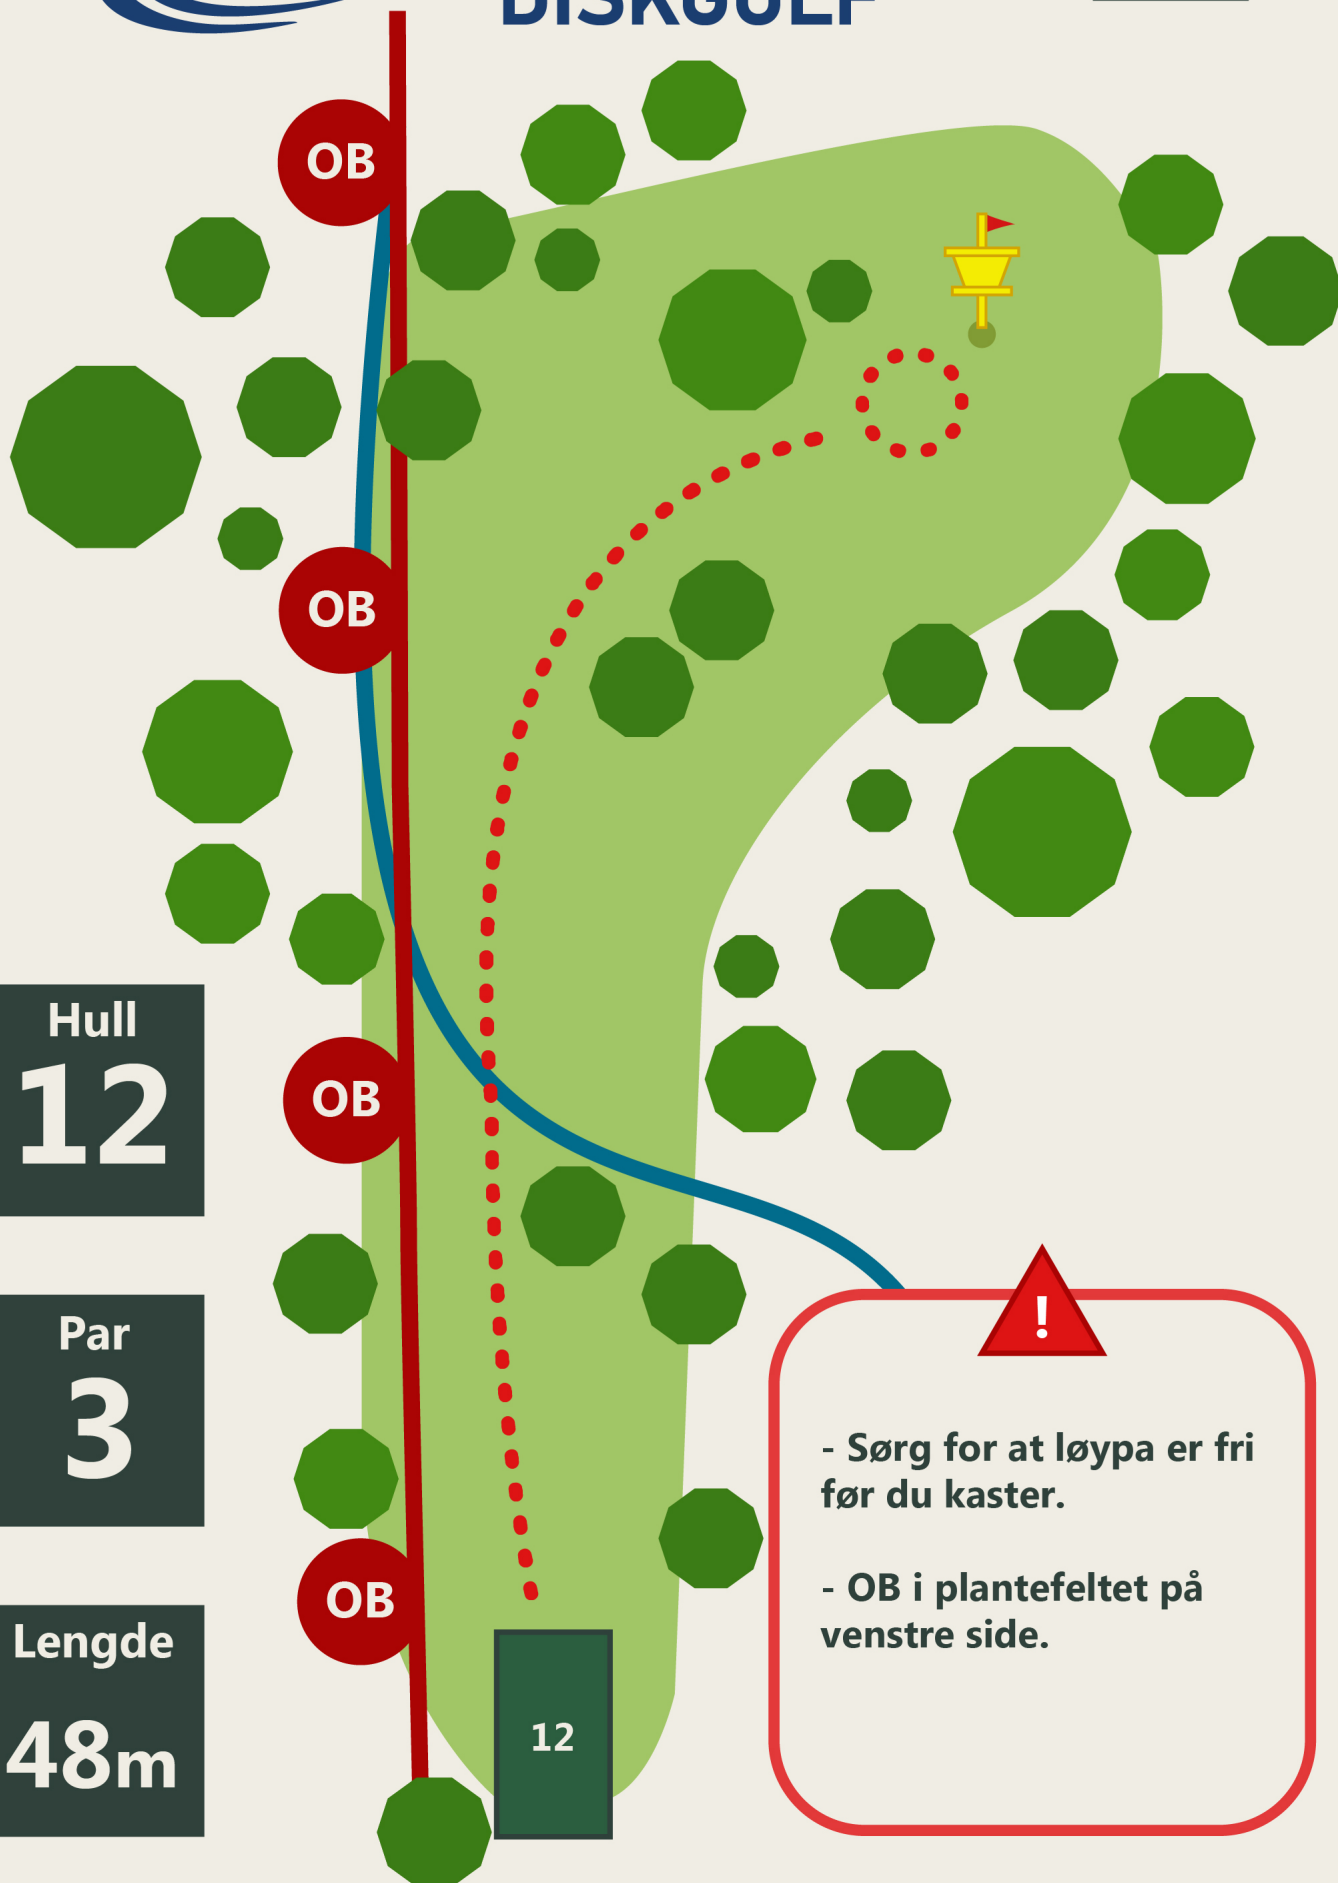 DISKGOLF
OB
OB
Hull
12
OB
Par
3
OB
Lengde
48m
12
!
- Sørg for at løypa er fri
før du kaster.
- OB i plantefeltet på
venstre side.